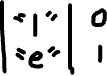 | "1" | 0
| "e" | 1